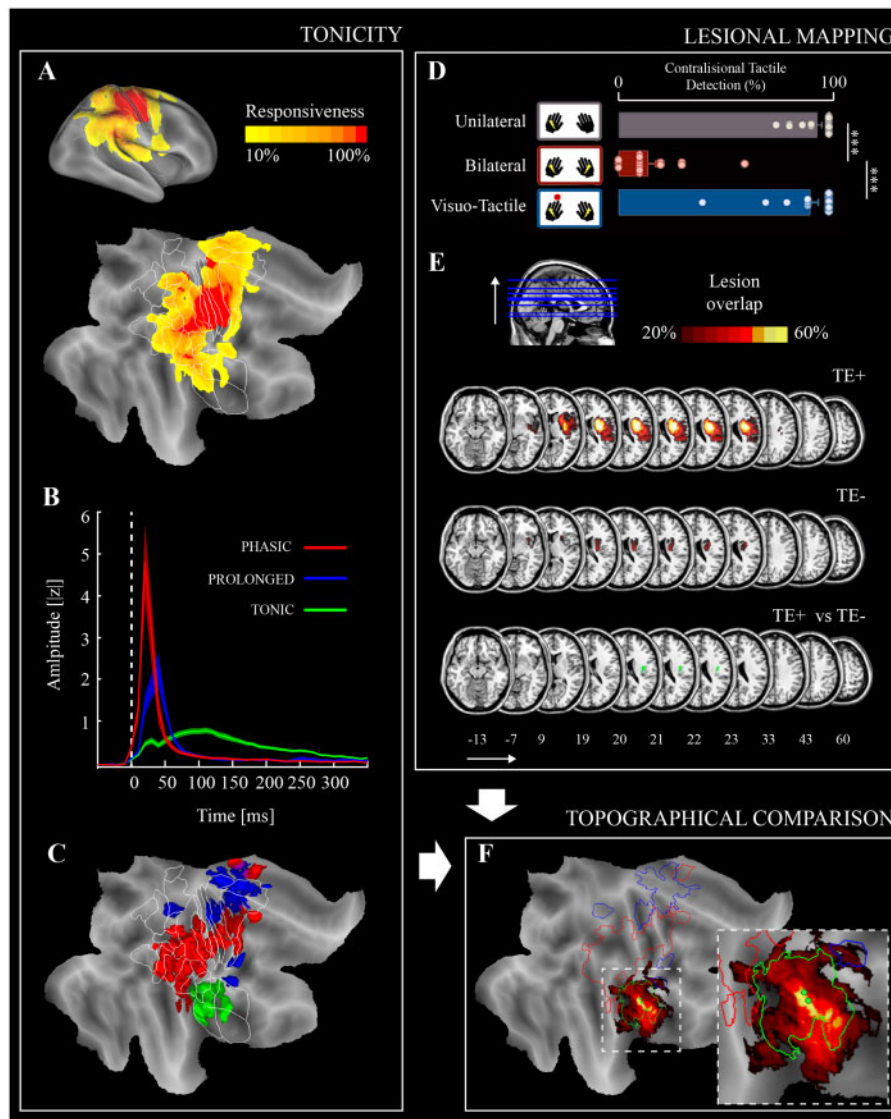 TONICITY
A
Responsiveness
10% 100%
B
Amlpitude [|z|]
6
5
4
3
2
1
PHASIC
PROLONGED
TONIC
0 50 100 150 200 250 300
Time [ms]
C
LESIONAL MAPPING
D
Contralisional Tactile
Detection (%)
0 100
Unilateral
Bilateral
Visuo-Tactile
***
***
E
Lesion
overlap
20% 60%
TE+
TE-
TE+ vs TE-
-13 -7 9 19 20 21 22 23 33 43 60
TOPOGRAPHICAL COMPARISON
F